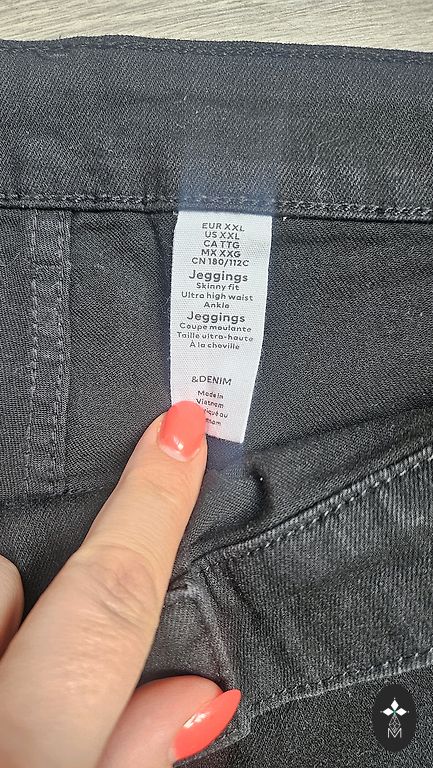 EUR XXL
US XXL
CA TTG
MX XXG
CN 180/112C
Jeggings
Skinny fit
Ultra high waist
Ankle
Jeggings
Coupe moulante
Taille ultra-haute
À la cheville
&DENIM
Made in
Vietnam